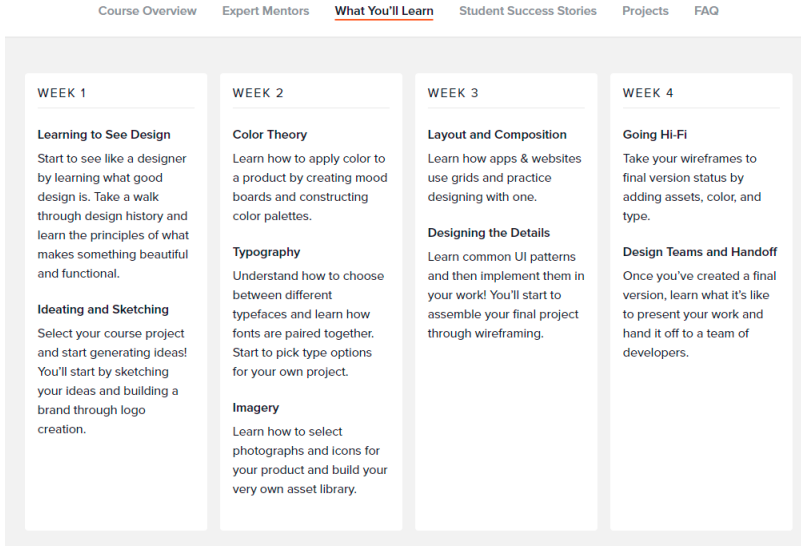 Course Overview Expert Mentors What You'll Learn Student Success Stories Projects FAQ
WEEK 1
Learning to See Design
Start to see like a designer
by learning what good
design is. Take a walk
through design history and
learn the principles of what
makes something beautiful
and functional.
Ideating and Sketching
Select your course project
and start generating ideas!
You'll start by sketching
your ideas and building a
brand through logo
creation.
WEEK 2
Color Theory
Learn how to apply color to
a product by creating mood
boards and constructing
color palettes.
Typography
Understand how to choose
between different
typefaces and learn how
fonts are paired together.
Start to pick type options
for your own project.
Imagery
Learn how to select
photographs and icons for
your product and build your
very own asset library.
WEEK 3
Layout and Composition
Learn how apps & websites
use grids and practice
designing with one.
Designing the Details
Learn common UI patterns
and then implement them in
your work! You'll start to
assemble your final project
through wireframing.
WEEK 4
Going Hi-Fi
Take your wireframes to
final version status by
adding assets, color, and
type.
Design Teams and Handoff
Once you've created a final
version, learn what it's like
to present your work and
hand it off to a team of
developers.